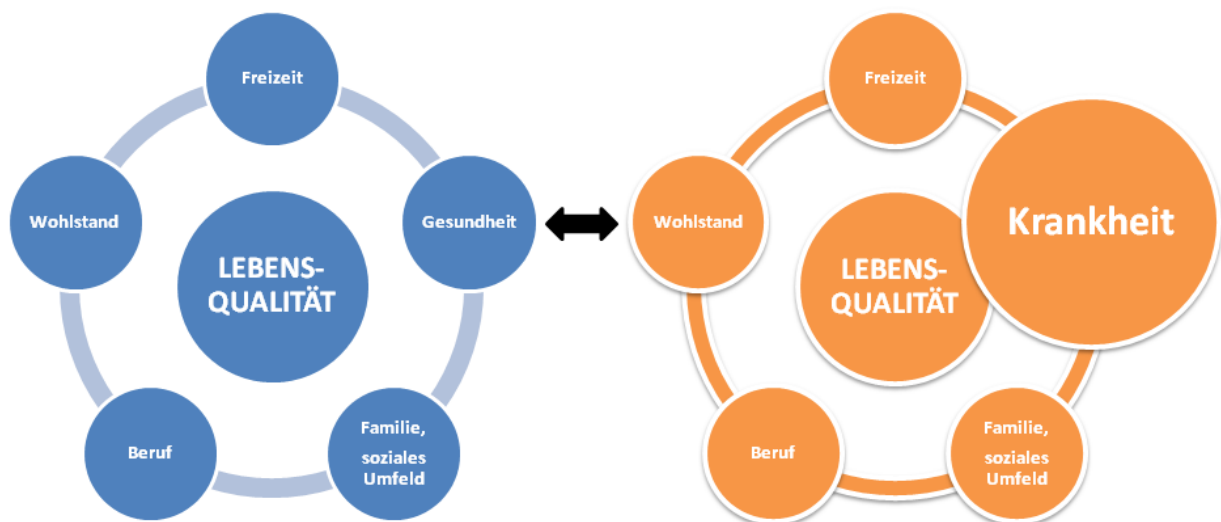 Freizeit
Wohlstand
Gesundheit
LEBENS-
QUALITÄT
Beruf
Familie,
soziales
Umfeld
Freizeit
Wohlstand
Krankheit
LEBENS-
QUALITÄT
Beruf
Familie,
soziales
Umfeld